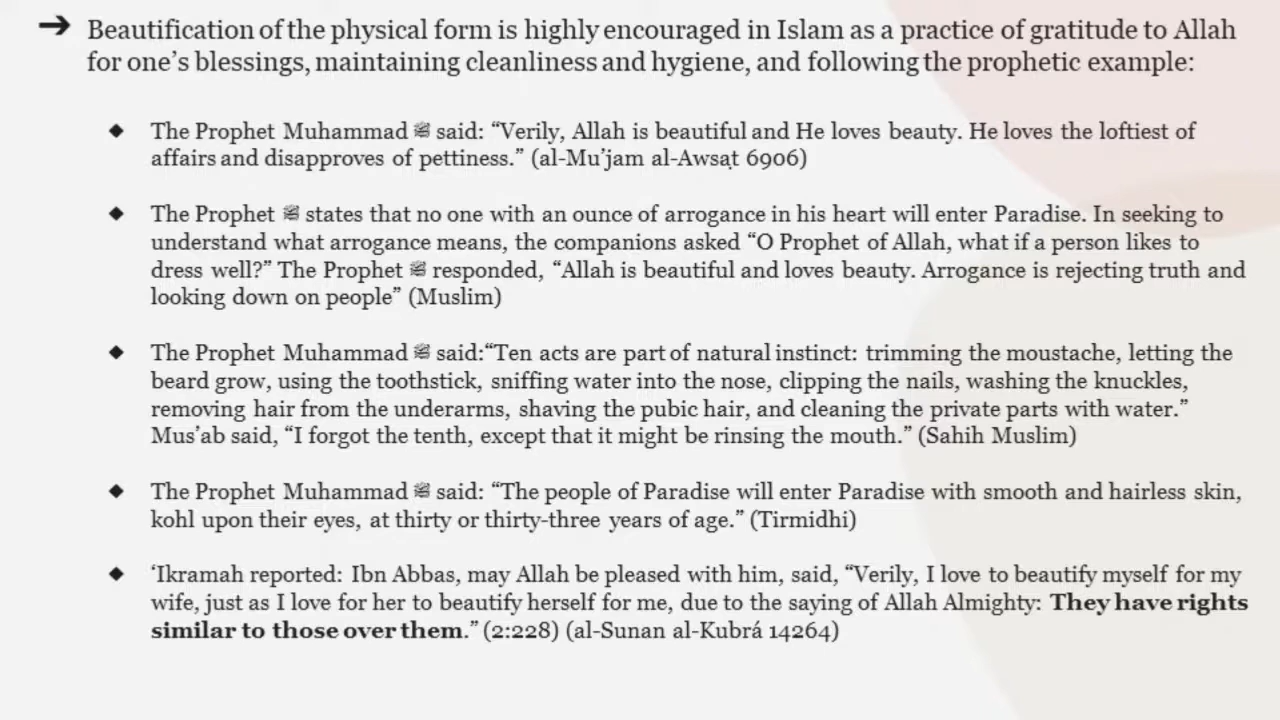 ➔ Beautification of the physical form is highly encouraged in Islam as a practice of gratitude to Allah
for one's blessings, maintaining cleanliness and hygiene, and following the prophetic example:
◆ The Prophet Muhammad ﷺ said: “Verily, Allah is beautiful and He loves beauty. He loves the loftiest of
affairs and disapproves of pettiness.” (al-Mu’jam al-Awsaṭ 6906)
◆ The Prophet ﷺ states that no one with an ounce of arrogance in his heart will enter Paradise. In seeking to
understand what arrogance means, the companions asked “O Prophet of Allah, what if a person likes to
dress well?” The Prophet ﷺ responded, “Allah is beautiful and loves beauty. Arrogance is rejecting truth and
looking down on people” (Muslim)
◆ The Prophet Muhammad ﷺ said:“Ten acts are part of natural instinct: trimming the moustache, letting the
beard grow, using the toothstick, sniffing water into the nose, clipping the nails, washing the knuckles,
removing hair from the underarms, shaving the pubic hair, and cleaning the private parts with water.”
Mus’ab said, “I forgot the tenth, except that it might be rinsing the mouth.” (Sahih Muslim)
◆ The Prophet Muhammad ﷺ said: “The people of Paradise will enter Paradise with smooth and hairless skin,
kohl upon their eyes, at thirty or thirty-three years of age.” (Tirmidhi)
◆ ‘Ikramah reported: Ibn Abbas, may Allah be pleased with him, said, “Verily, I love to beautify myself for my
wife, just as I love for her to beautify herself for me, due to the saying of Allah Almighty: They have rights
similar to those over them.” (2:228) (al-Sunan al-Kubrá 14264)